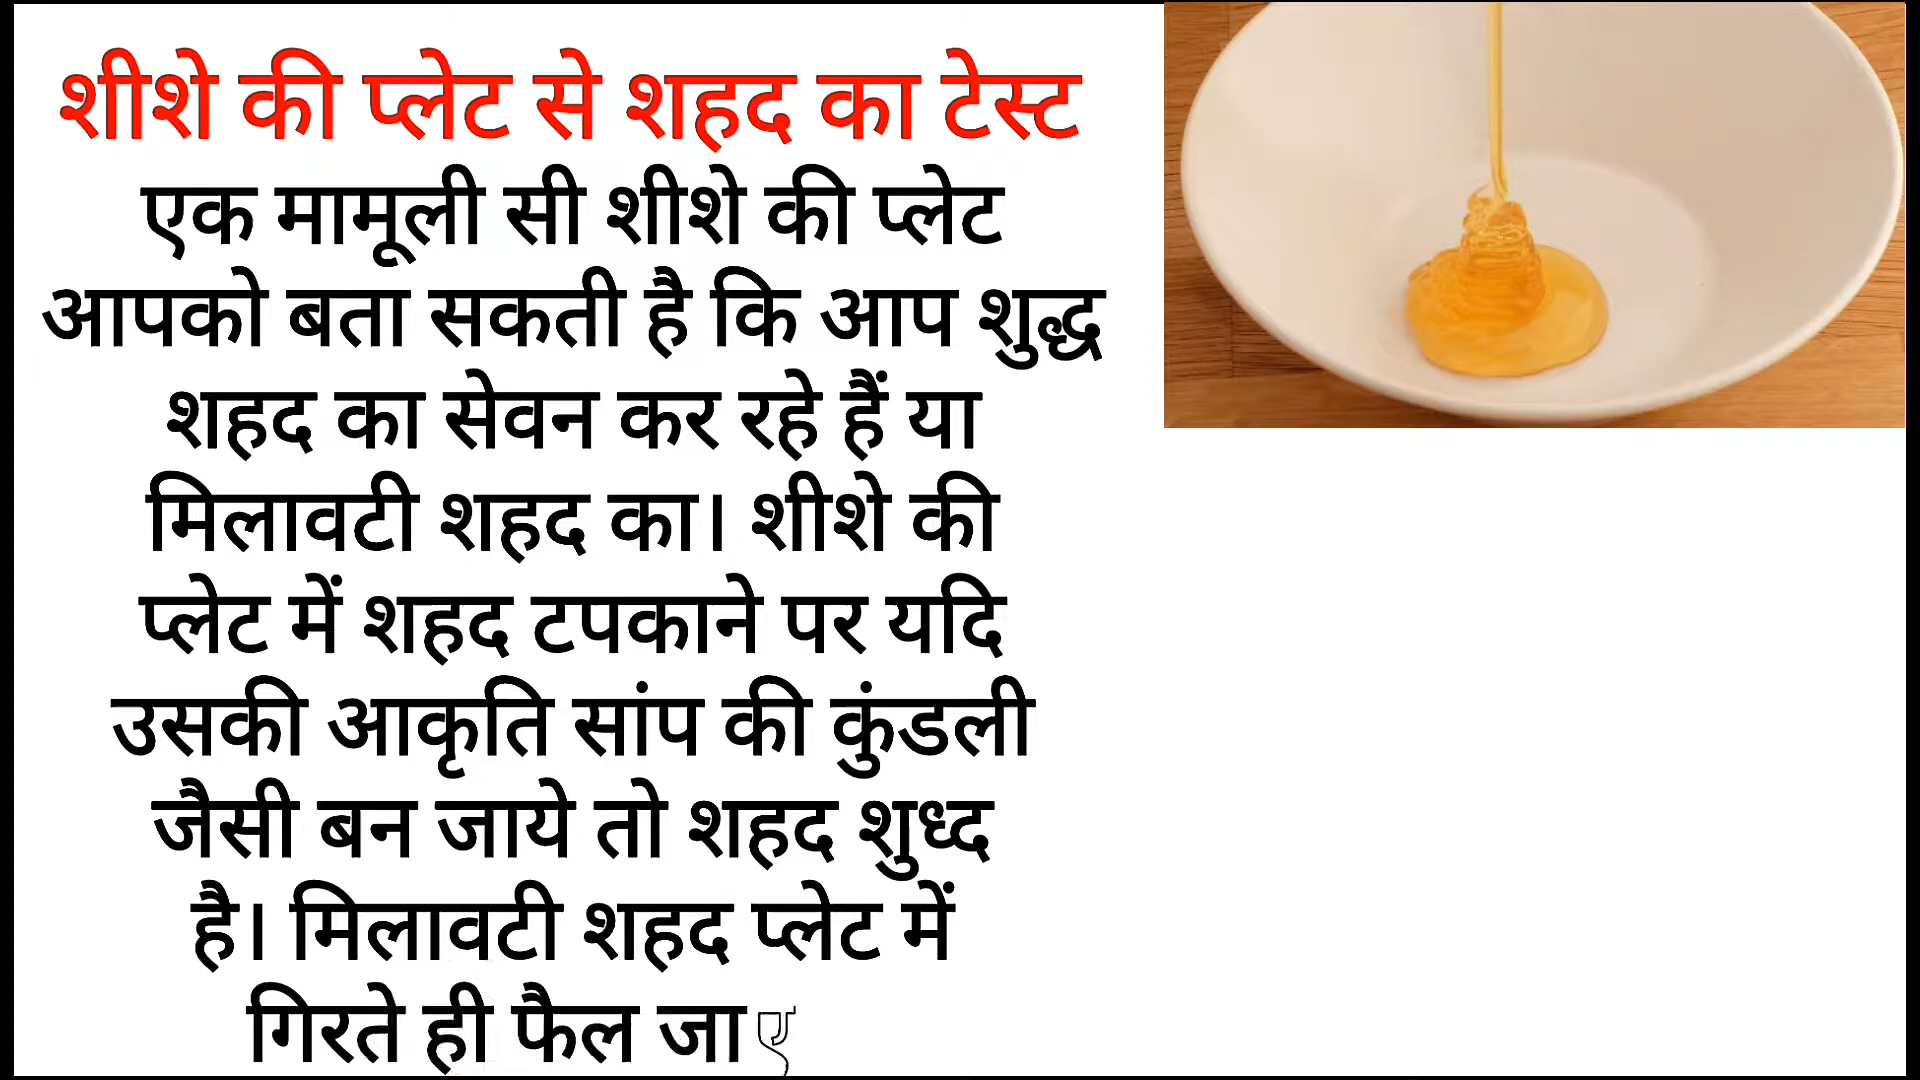 शीशे की प्लेट से शहद का टेस्ट
एक मामूली सी शीशे की प्लेट
आपको बता सकती है कि आप शुद्ध
शहद का सेवन कर रहे हैं या
मिलावटी शहद का। शीशे की
प्लेट में शहद टपकाने पर यदि
उसकी आकृति सांप की कुंडली
जैसी बन जाये तो शहद शुध्द
है। मिलावटी शहद प्लेट में
गिरते ही फैल जाए